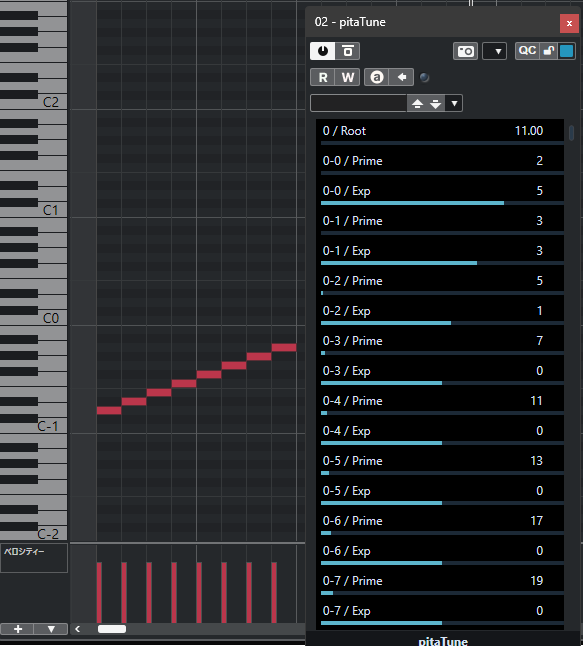 02 - pitaTune
x
QC
R W a
C2
C1
C0
C-1
C-2
0 / Root 11.00
0-0 / Prime 2
0-0 / Exp 5
0-1 / Prime 3
0-1 / Exp 3
0-2 / Prime 5
0-2 / Exp 1
0-3 / Prime 7
0-3 / Exp 0
0-4 / Prime 11
0-4 / Exp 0
0-5 / Prime 13
0-5 / Exp 0
0-6 / Prime 17
0-6 / Exp 0
0-7 / Prime 19
0-7 / Exp 0
ベロシティー
pitaTune